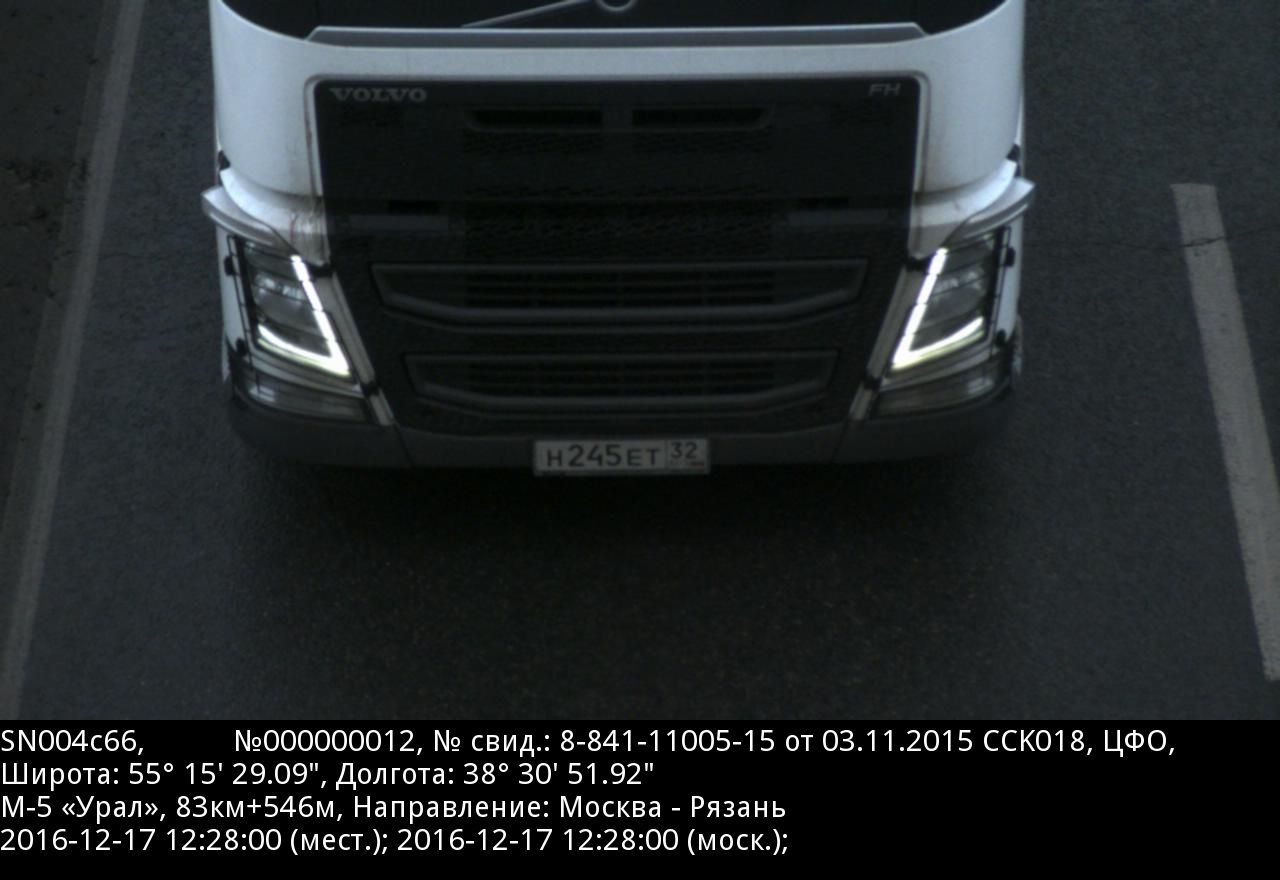 VOLVO FH
Н245ЕТ 32
SN004c66, №000000012, № свид.: 8-841-11005-15 от 03.11.2015 ССК018, ЦФО,
Широта: 55° 15' 29.09", Долгота: 38° 30' 51.92"
М-5 «Урал», 83км+546м, Направление: Москва - Рязань
2016-12-17 12:28:00 (мест.); 2016-12-17 12:28:00 (моск.);